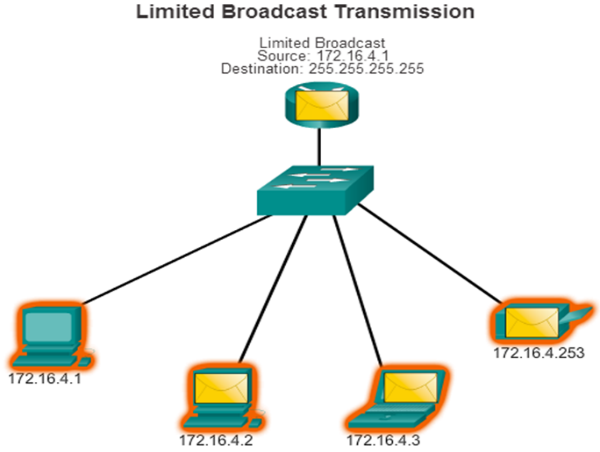 Limited Broadcast Transmission
Limited Broadcast
Source: 172.16.4.1
Destination: 255.255.255.255
172.16.4.253
172.16.4.1
172.16.4.2
172.16.4.3